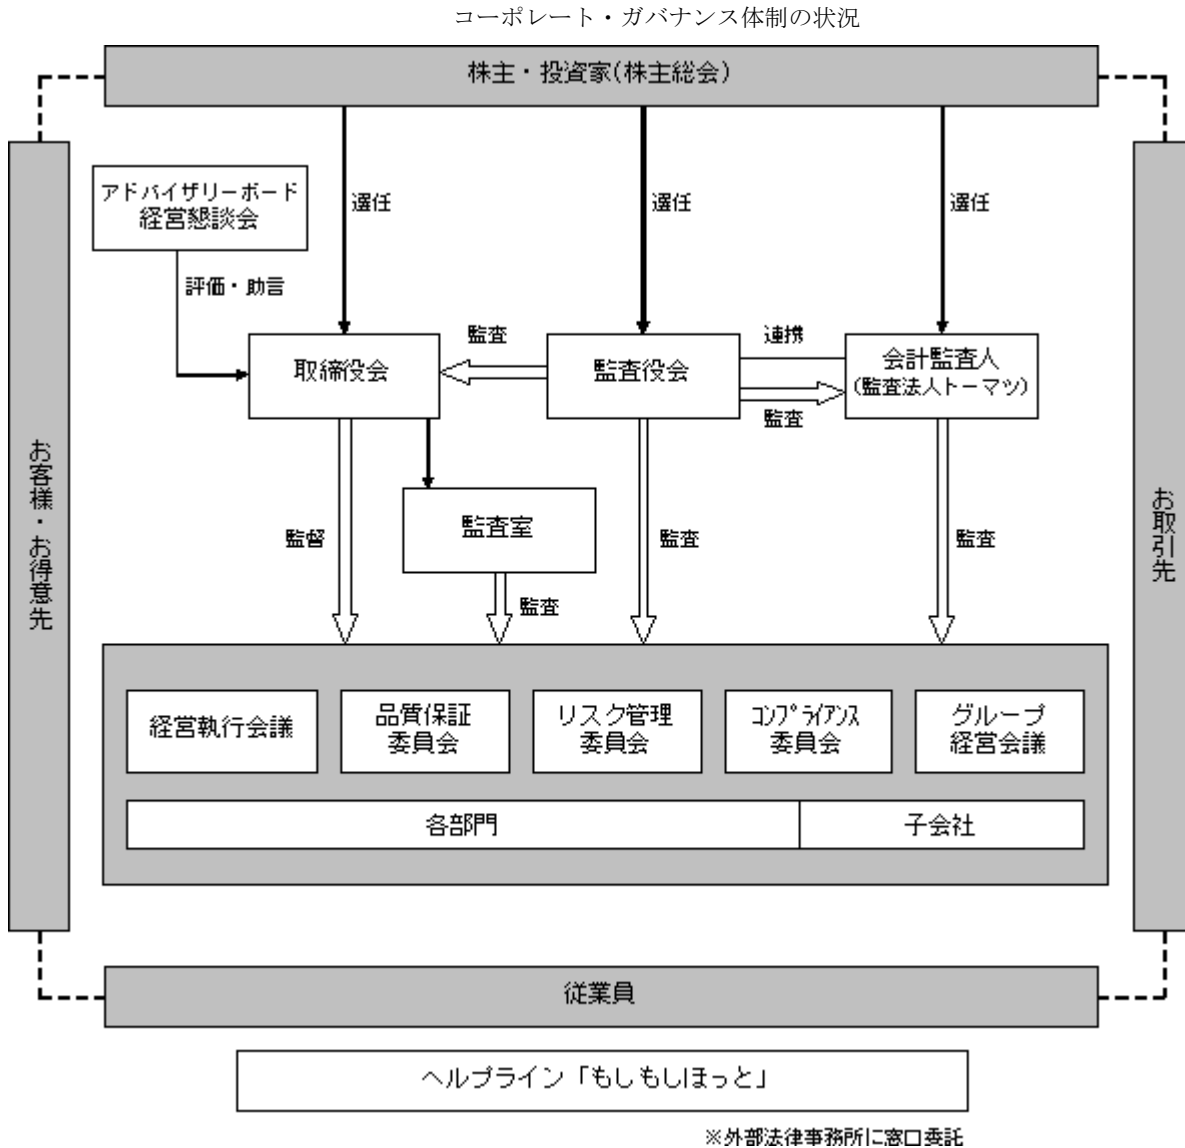 コーポレート・ガバナンス体制の状況
株主・投資家(株主総会)
アドバイザリーボード
経営懇談会
選任
選任
選任
評価・助言
取締役会
監査
監査役会
連携
監査
会計監査人
(監査法人トーマツ)
お客様・お得意先
お取引先
監督
監査室
監査
監査
監査
経営執行会議
品質保証
委員会
リスク管理
委員会
コンプライアンス
委員会
グループ
経営会議
各部門
子会社
従業員
ヘルプライン「もしもしほっと」
※外部法律事務所に窓口委託